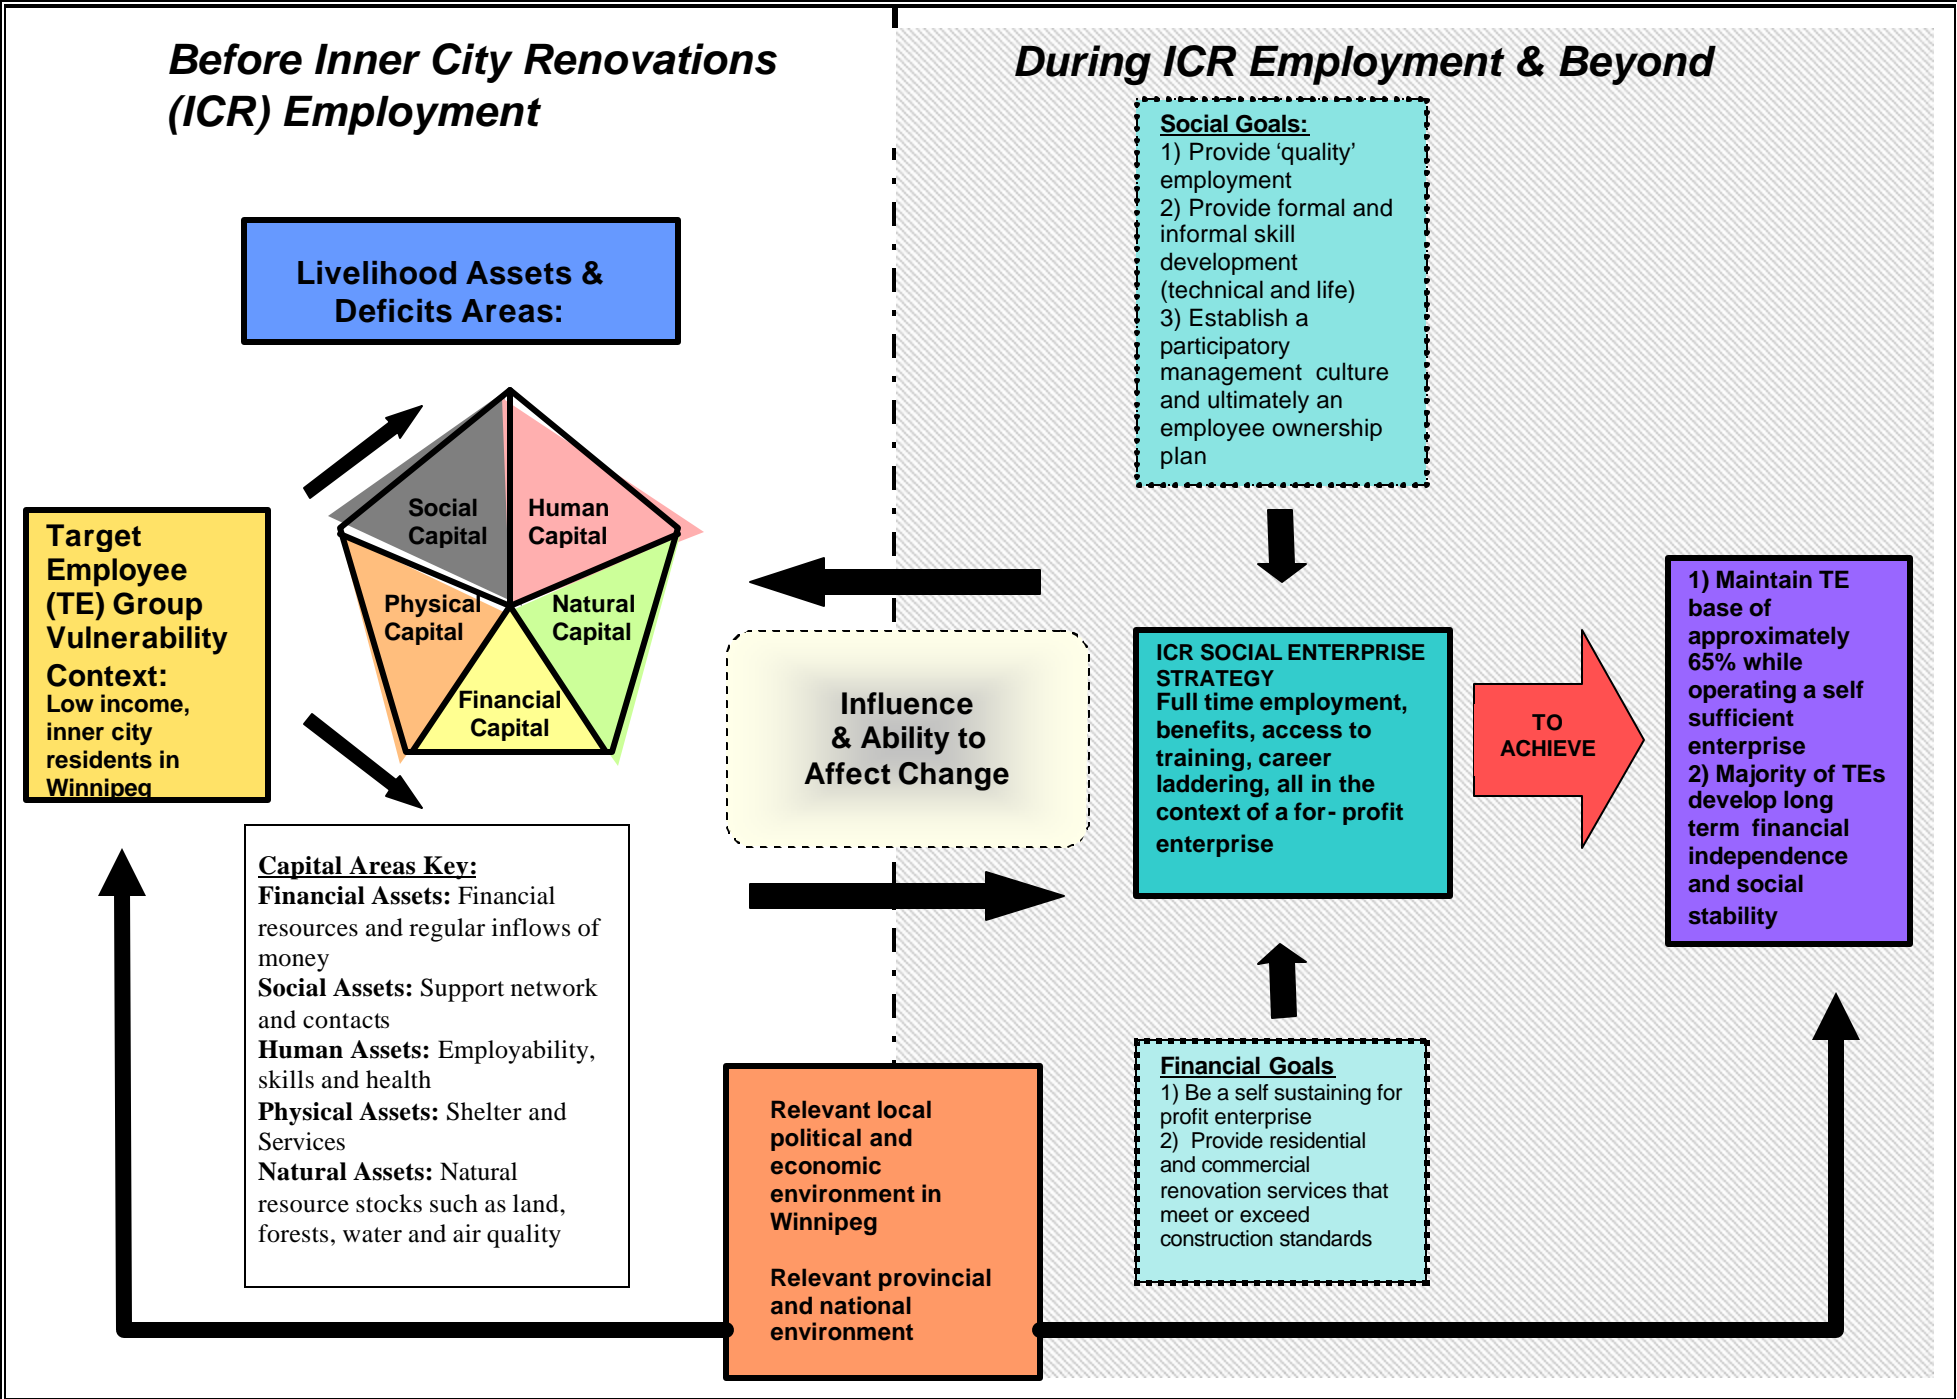 Before Inner City Renovations
(ICR) Employment
During ICR Employment & Beyond
Livelihood Assets &
Deficits Areas:
Social
Capital
Human
Capital
Physical
Capital
Natural
Capital
Financial
Capital
Target
Employee
(TE) Group
Vulnerability
Context:
Low income,
inner city
residents in
Winnipeg
Capital Areas Key:
Financial Assets: Financial
resources and regular inflows of
money
Social Assets: Support network
and contacts
Human Assets: Employability,
skills and health
Physical Assets: Shelter and
Services
Natural Assets: Natural
resource stocks such as land,
forests, water and air quality
Influence
& Ability to
Affect Change
Relevant local
political and
economic
environment in
Winnipeg
Relevant provincial
and national
environment
Social Goals:
1) Provide ‘quality’
employment
2) Provide formal and
informal skill
development
(technical and life)
3) Establish a
participatory
management culture
and ultimately an
employee ownership
plan
ICR SOCIAL ENTERPRISE
STRATEGY
Full time employment,
benefits, access to
training, career
laddering, all in the
context of a for- profit
enterprise
Financial Goals
1) Be a self sustaining for
profit enterprise
2) Provide residential
and commercial
renovation services that
meet or exceed
construction standards
TO
ACHIEVE
1) Maintain TE
base of
approximately
65% while
operating a self
sufficient
enterprise
2) Majority of TEs
develop long
term financial
independence
and social
stability